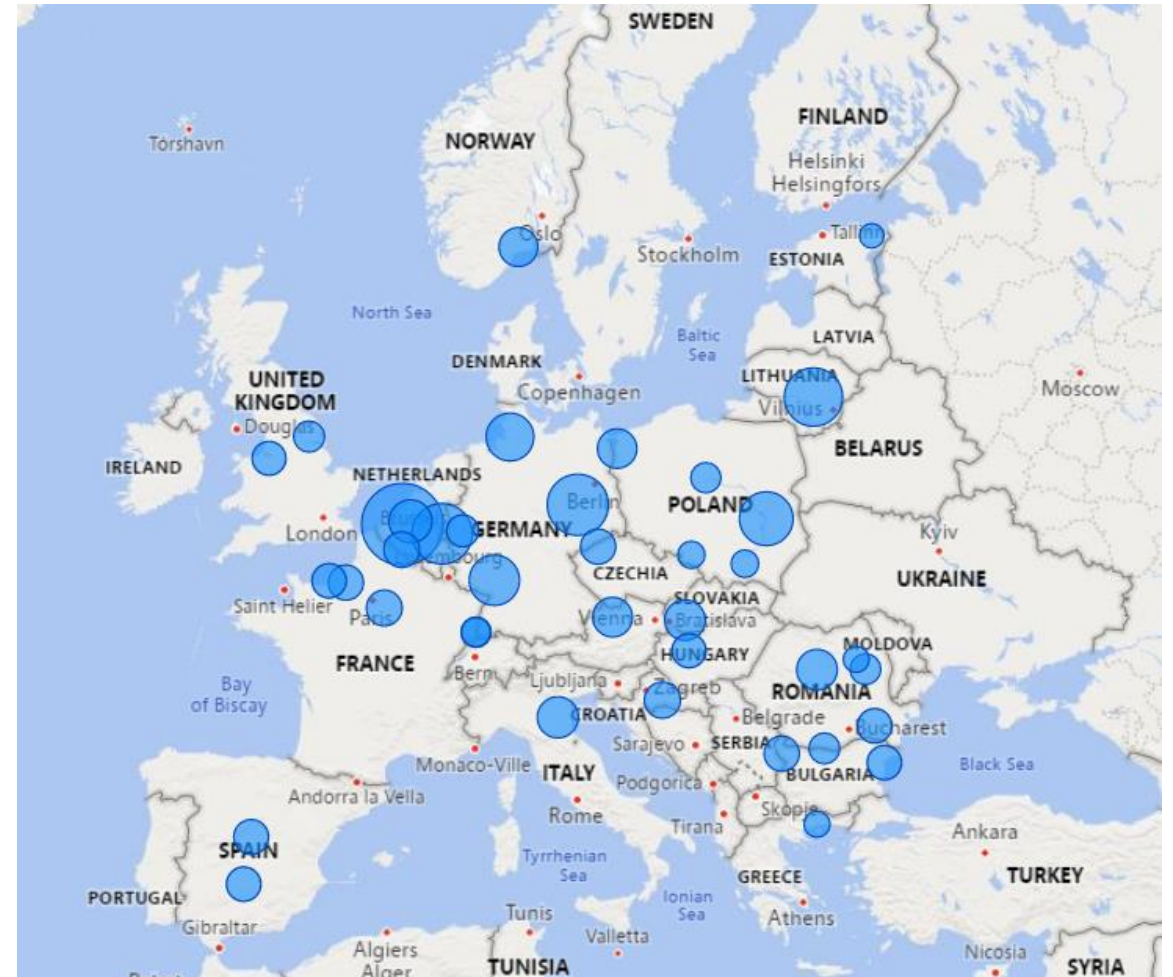 SWEDEN
FINLAND
Tórshavn
NORWAY
Helsinki
Helsingfors
Oslo
Tallinn
Stockholm
ESTONIA
North Sea
Baltic
Sea
LATVIA
DENMARK
LITHUANIA
Copenhagen
Moscow
UNITED
KINGDOM
Vilnius
Douglas
BELARUS
IRELAND
NETHERLANDS
Berlin
POLAND
London
GERMANY
Kyiv
CZECHIA
UKRAINE
Saint Helier
Paris
SLOVAKIA
Vienna
Bratislava
MOLDOVA
FRANCE
HUNGARY
Bern
Ljubljana
Zagreb
ROMANIA
Bay
of Biscay
CROATIA
Belgrade
Bucharest
Sarajevo
SERBIA
Monaco-Ville
ITALY
Podgorica
BULGARIA
Black Sea
Andorra la Vella
Rome
Skopje
Tirana
Ankara
SPAIN
Tyrrhenian
Sea
GREECE
TURKEY
PORTUGAL
Ionian
Sea
Athens
Gibraltar
Tunis
Valletta
Algiers
Alger
TUNISIA
Nicosia
SYRIA